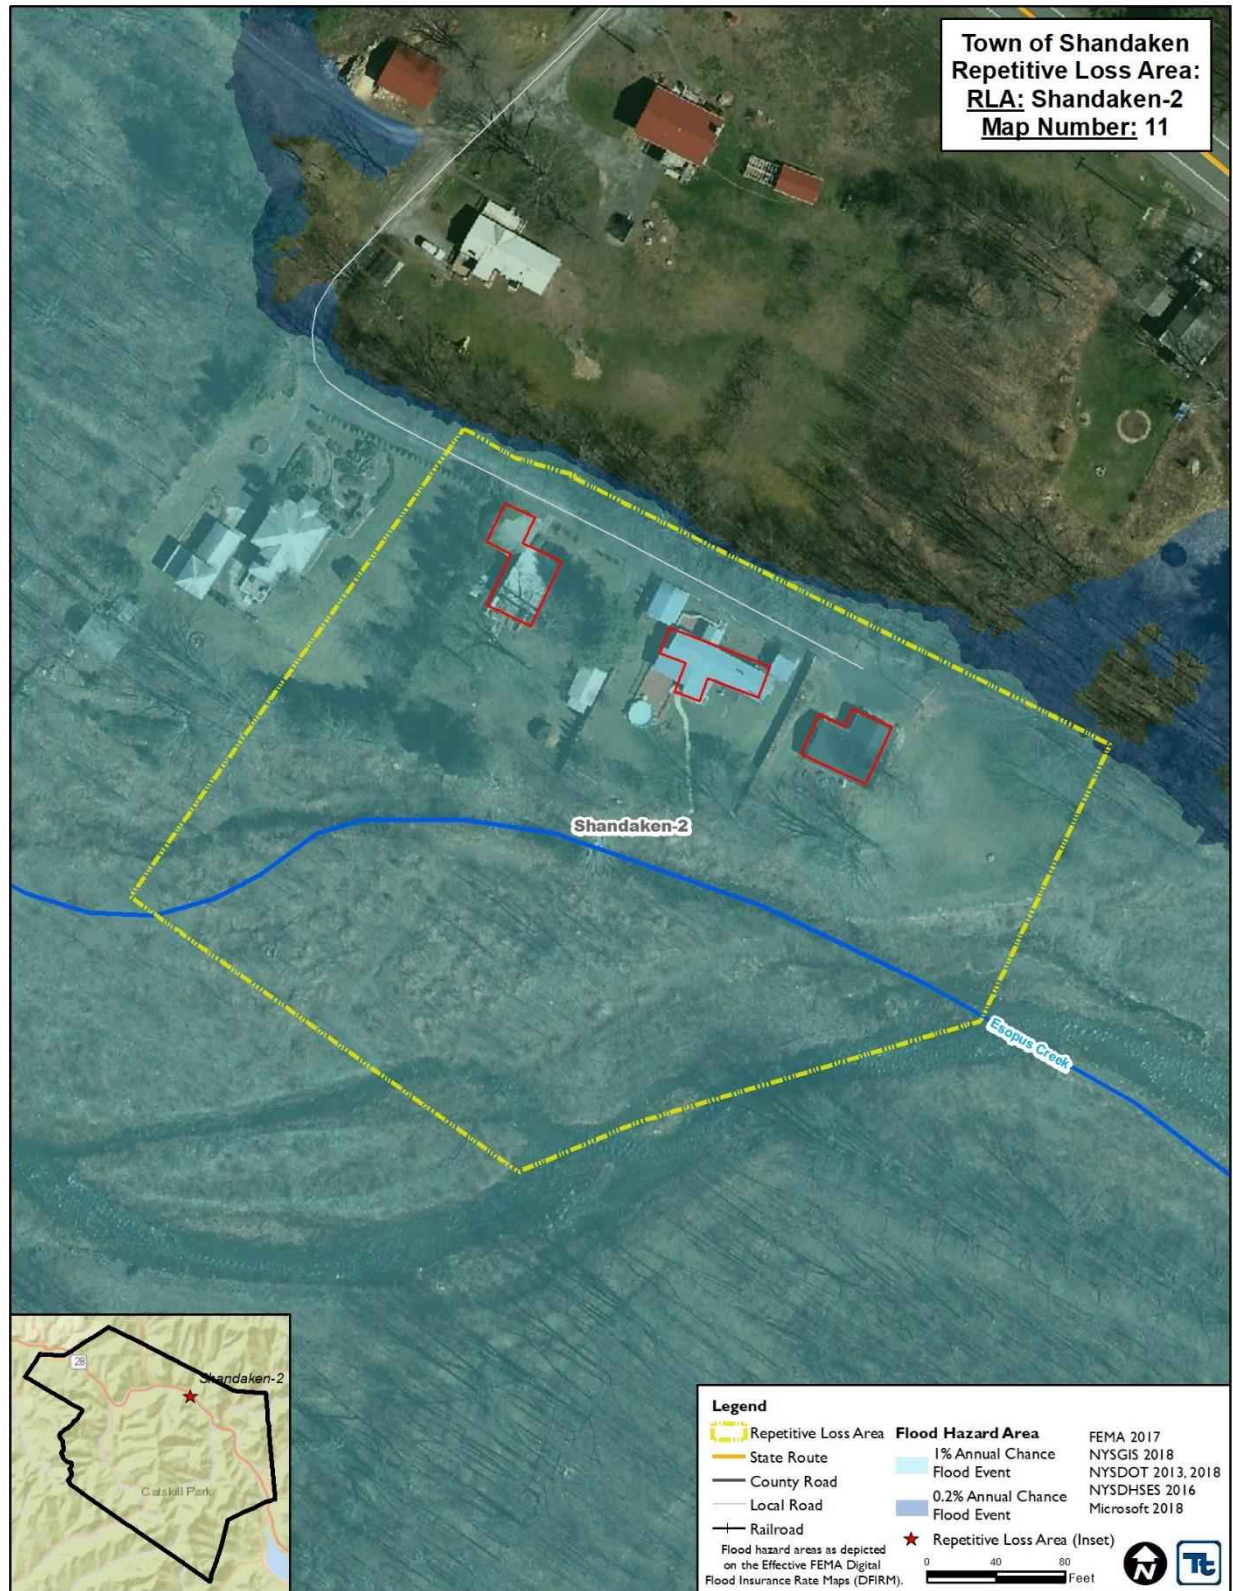 Town of Shandaken
Repetitive Loss Area:
RLA: Shandaken-2
Map Number: 11
Shandaken-2
Esopus Creek
28
Shandaken-2
Catskill Park
Legend
Repetitive Loss Area
State Route
County Road
Local Road
Railroad
Flood hazard areas as depicted
on the Effective FEMA Digital
Flood Insurance Rate Maps (DFIRM).
Flood Hazard Area
1% Annual Chance
Flood Event
0.2% Annual Chance
Flood Event
Repetitive Loss Area (Inset)
FEMA 2017
NYSGIS 2018
NYSDOT 2013, 2018
NYSDHSES 2016
Microsoft 2018
0 40 80
Feet
N
Tt